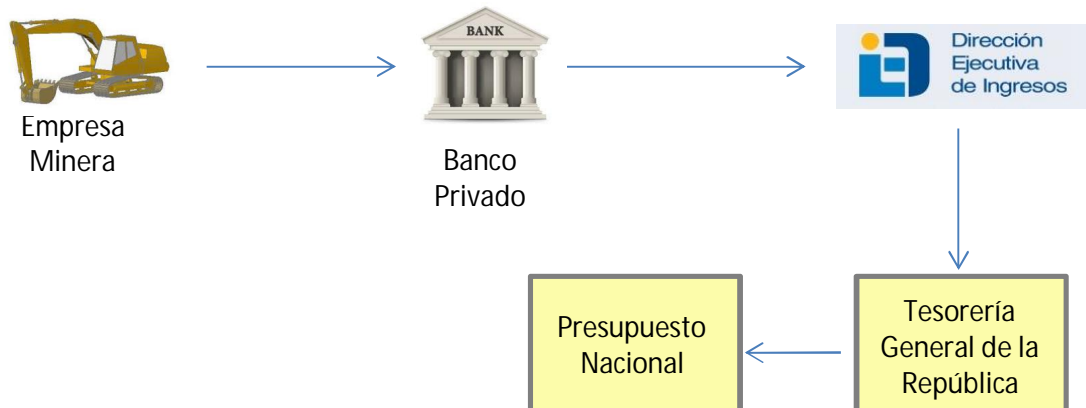 Empresa
Minera
BANK
Banco
Privado
Dirección
Ejecutiva
de Ingresos
Presupuesto
Nacional
Tesorería
General de la
República